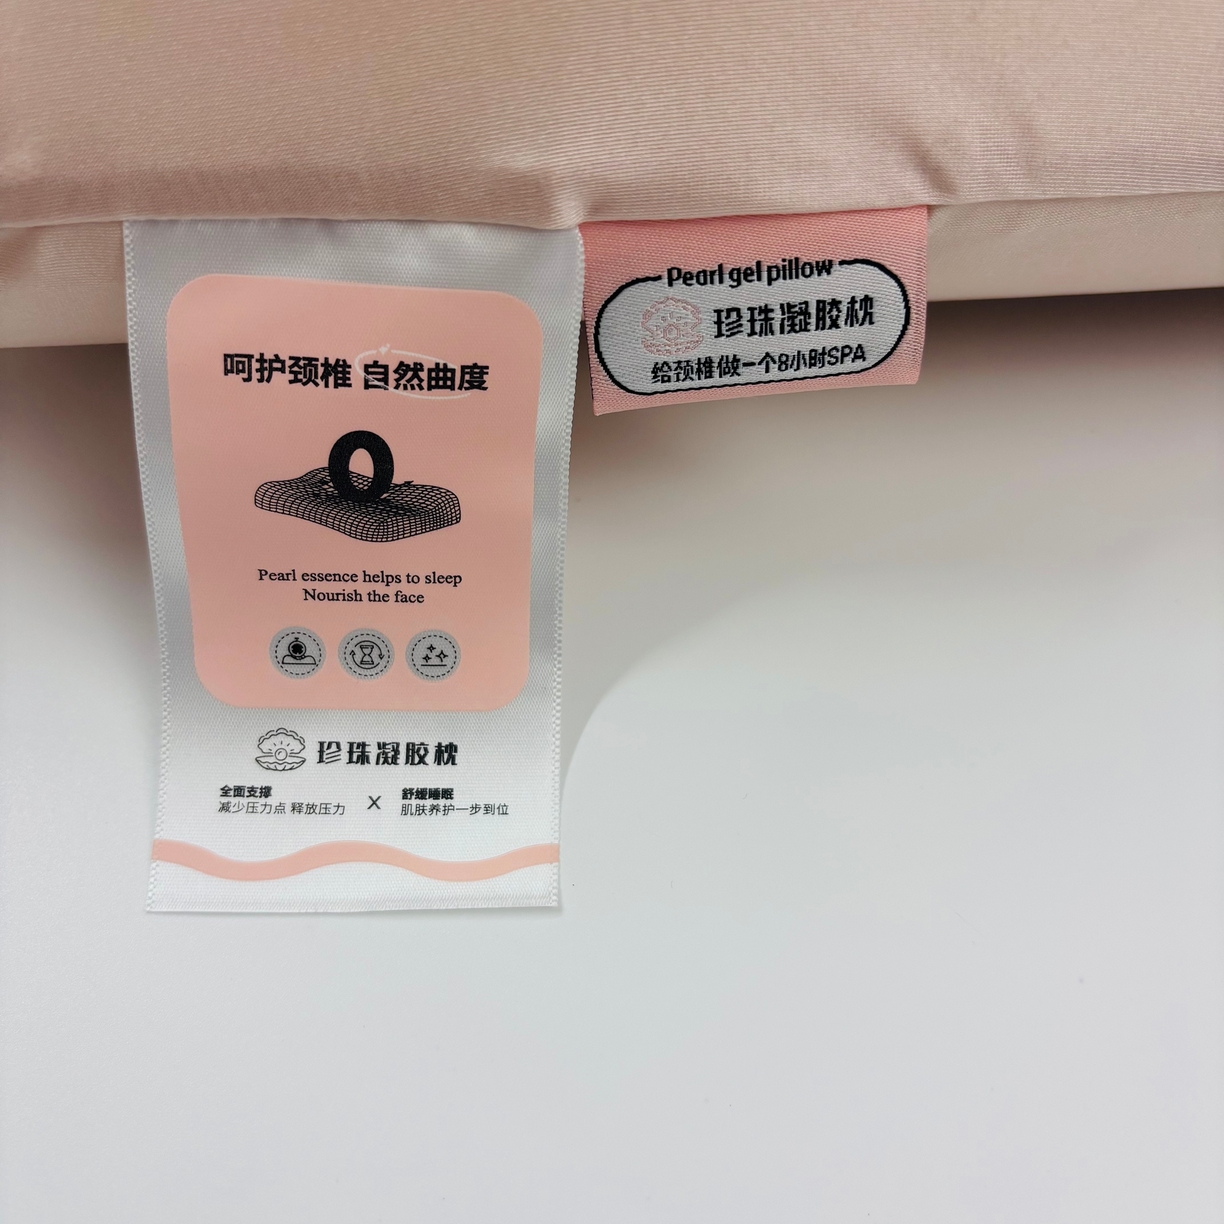 呵护颈椎 自然曲度
Pearl essence helps to sleep
Nourish the face
珍珠凝胶枕
全面支撑
减少压力点 释放压力
X
舒缓睡眠
肌肤养护一步到位
Pearl gel pillow
珍珠凝胶枕
给颈椎做一个8小时SPA